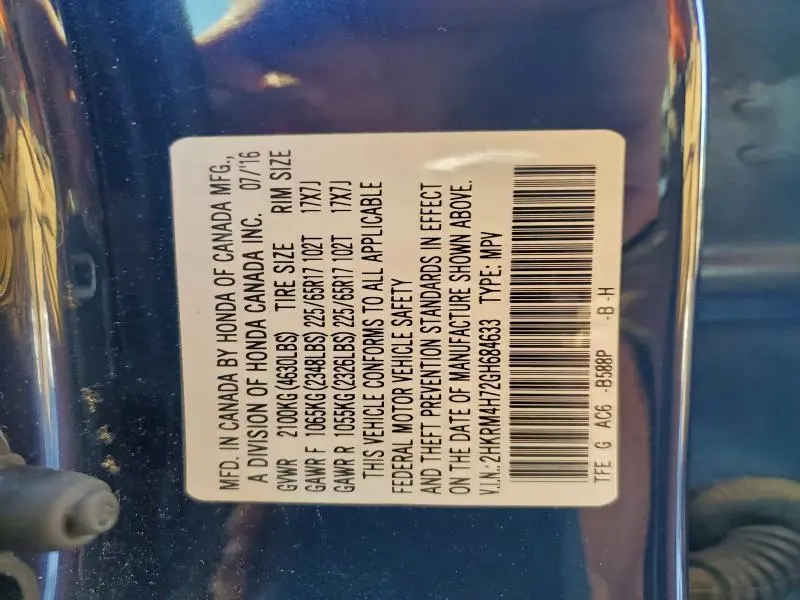 MFD. IN CANADA BY HONDA OF CANADA MFG.,
A DIVISION OF HONDA CANADA INC. 07/'16
GVWR 2100KG (4630LBS) TIRE SIZE RIM SIZE
GAWR F 1065KG (2348LBS) 225/65R17 102T 17X7J
GAWR R 1055KG (2326LBS) 225/65R17 102T 17X7J
THIS VEHICLE CONFORMS TO ALL APPLICABLE
FEDERAL MOTOR VEHICLE SAFETY
AND THEFT PREVENTION STANDARDS IN EFFECT
ON THE DATE OF MANUFACTURE SHOWN ABOVE.
V.I.N.: 2HKRM4H72GH684633 TYPE: MPV
TFE G AC6 -B588P -B -H